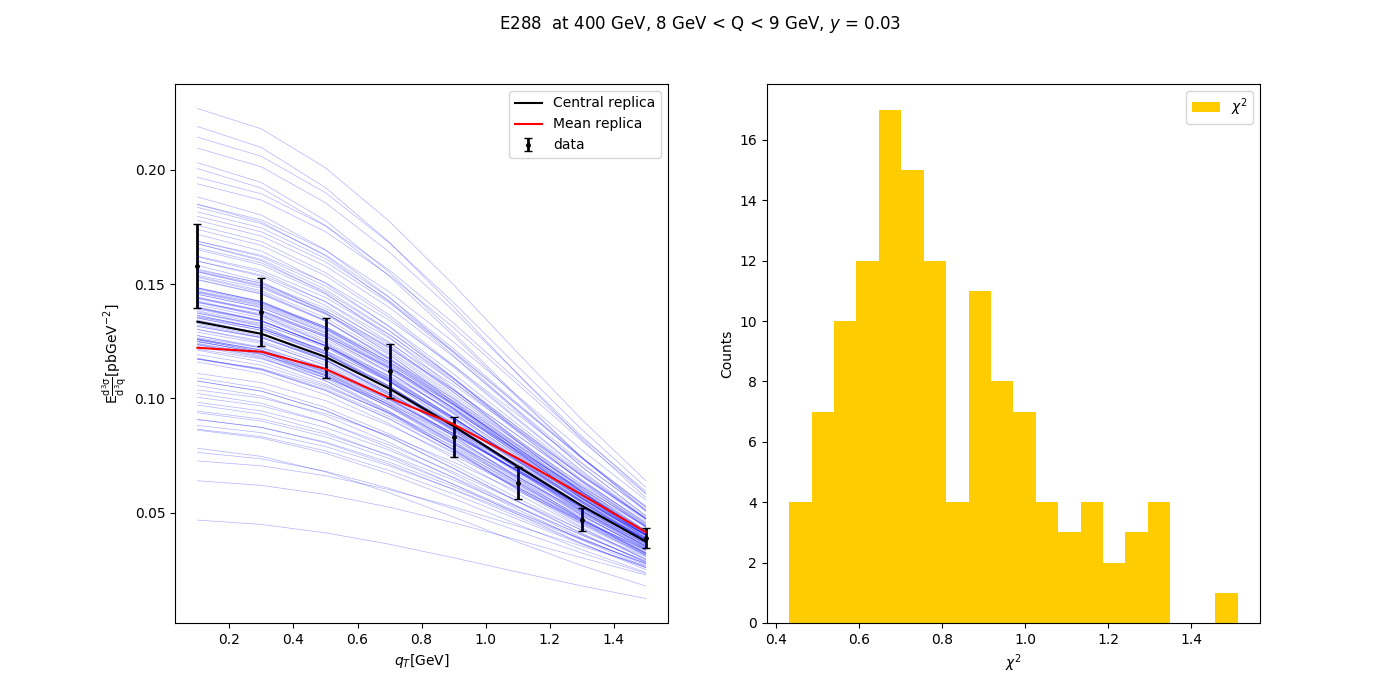 E288 at 400 GeV, 8 GeV < Q < 9 GeV, y = 0.03
Central replica
Mean replica
data
0.20
0.15
0.10
0.05
E d³σ/d³q [pbGeV⁻²]
0.2 0.4 0.6 0.8 1.0 1.2 1.4
q_T[GeV]
χ²
16
14
12
10
8
6
4
2
0
Counts
0.4 0.6 0.8 1.0 1.2 1.4
χ²